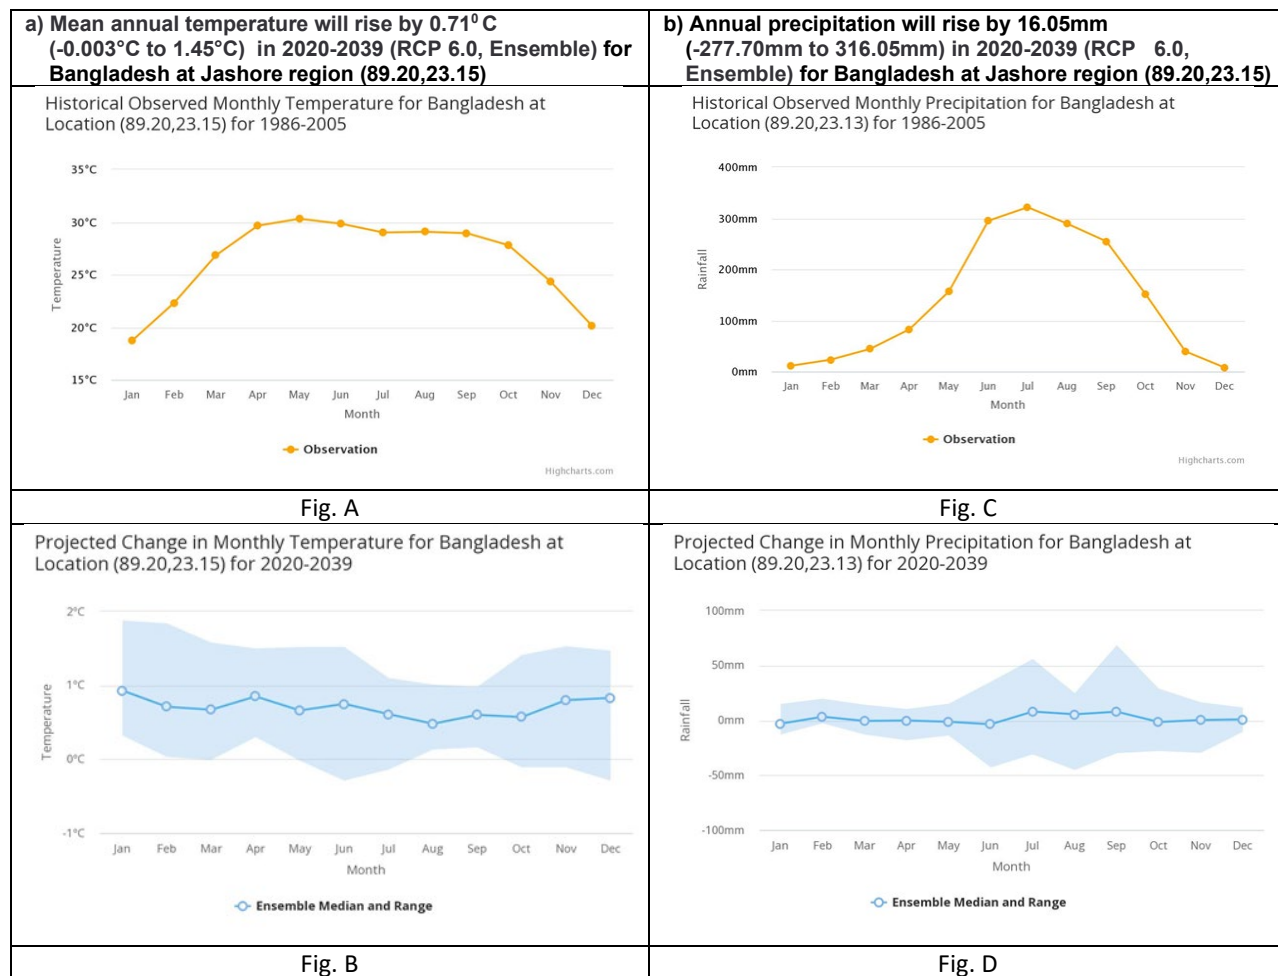 a) Mean annual temperature will rise by 0.71⁰ C
(-0.003°C to 1.45°C) in 2020-2039 (RCP 6.0, Ensemble) for
Bangladesh at Jashore region (89.20,23.15)
b) Annual precipitation will rise by 16.05mm
(-277.70mm to 316.05mm) in 2020-2039 (RCP 6.0,
Ensemble) for Bangladesh at Jashore region (89.20,23.15)
Historical Observed Monthly Temperature for Bangladesh at
Location (89.20,23.15) for 1986-2005
35°C
30°C
25°C
20°C
15°C
Temperature
Jan Feb Mar Apr May Jun Jul Aug Sep Oct Nov Dec
Month
Observation
Highcharts.com
Historical Observed Monthly Precipitation for Bangladesh at
Location (89.20,23.13) for 1986-2005
400mm
300mm
200mm
100mm
0mm
Rainfall
Jan Feb Mar Apr May Jun Jul Aug Sep Oct Nov Dec
Month
Observation
Highcharts.com
Fig. A
Fig. C
Projected Change in Monthly Temperature for Bangladesh at
Location (89.20,23.15) for 2020-2039
2°C
1°C
0°C
-1°C
Temperature
Jan Feb Mar Apr May Jun Jul Aug Sep Oct Nov Dec
Month
Ensemble Median and Range
Projected Change in Monthly Precipitation for Bangladesh at
Location (89.20,23.13) for 2020-2039
100mm
50mm
0mm
-50mm
-100mm
Rainfall
Jan Feb Mar Apr May Jun Jul Aug Sep Oct Nov Dec
Month
Ensemble Median and Range
Fig. B
Fig. D